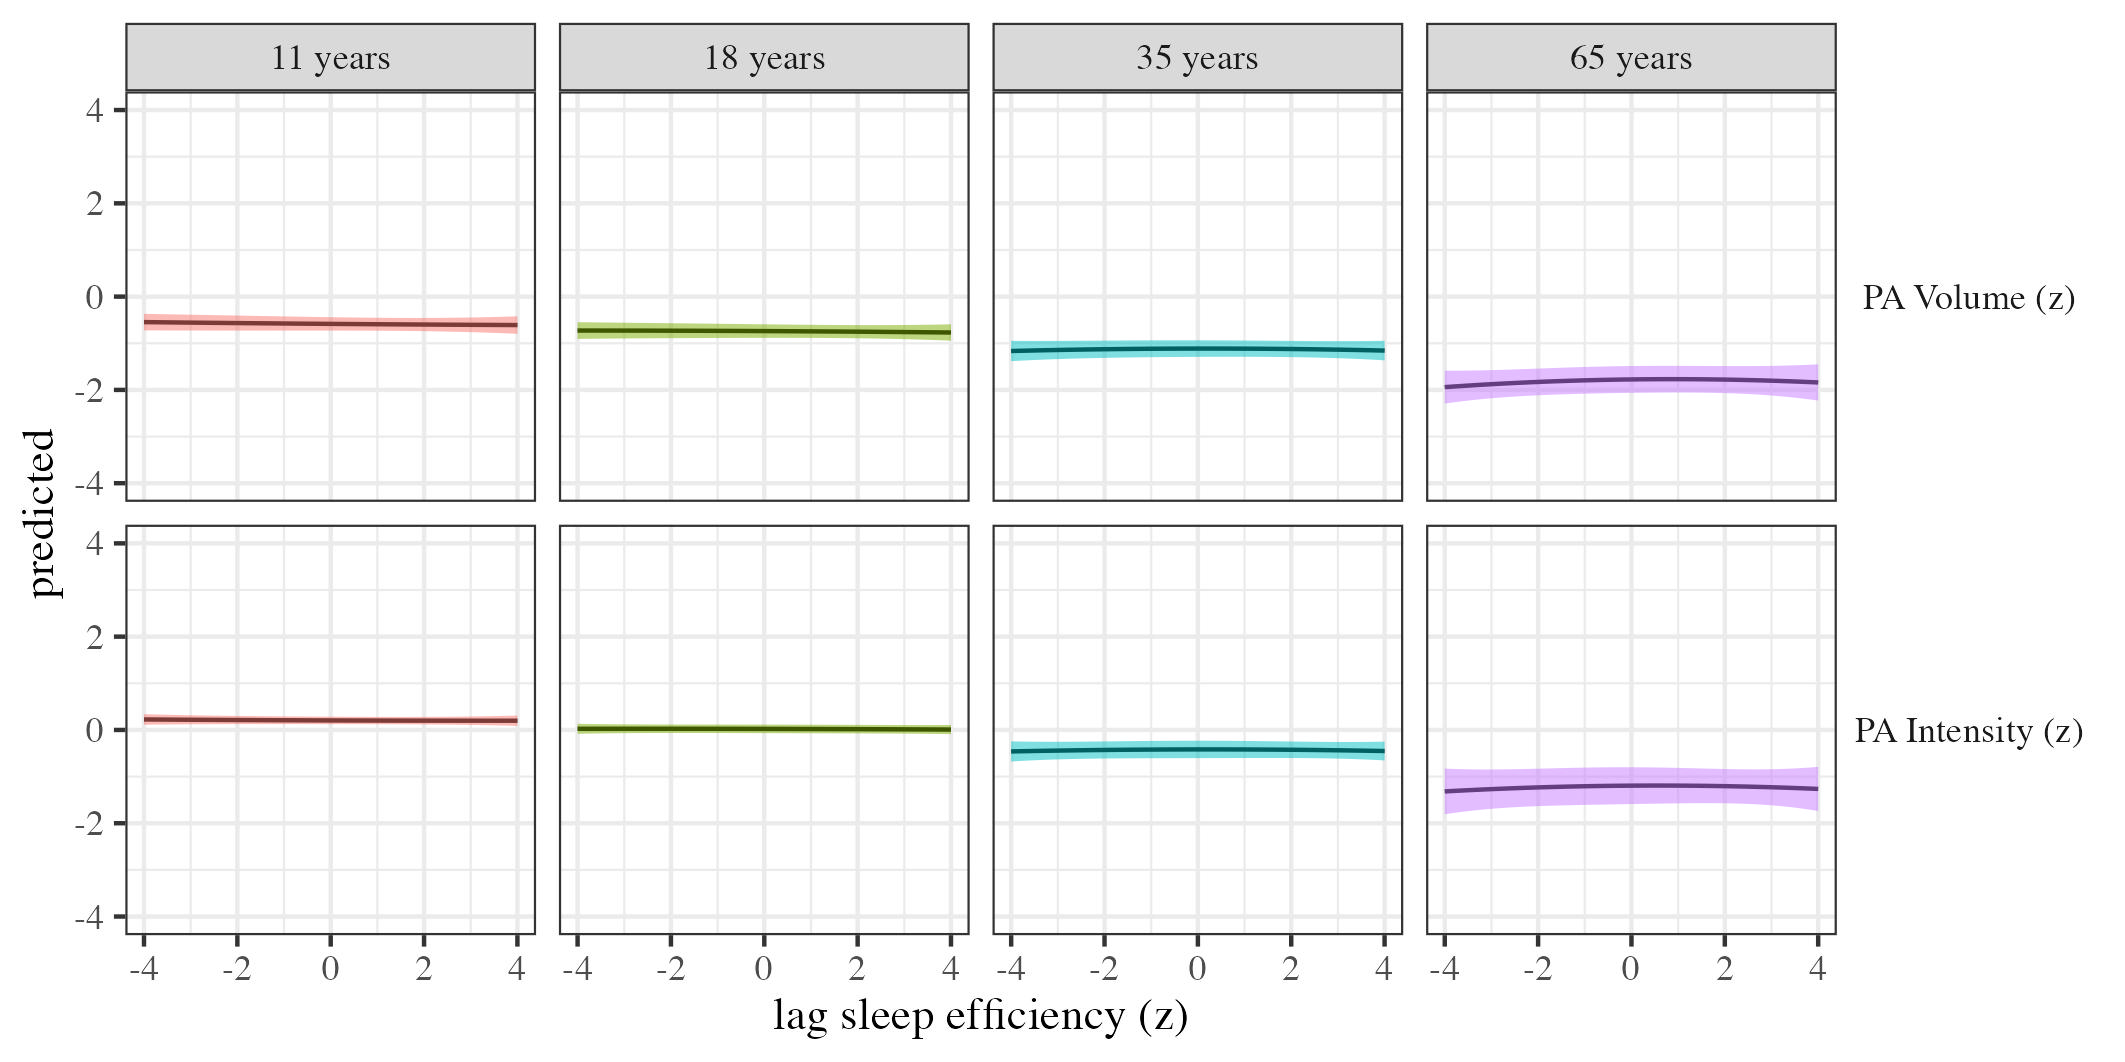 11 years 18 years 35 years 65 years
4
2
0
-2
-4
PA Volume (z)
predicted
4
2
0
-2
-4
PA Intensity (z)
-4 -2 0 2 4 -4 -2 0 2 4 -4 -2 0 2 4 -4 -2 0 2 4
lag sleep efficiency (z)